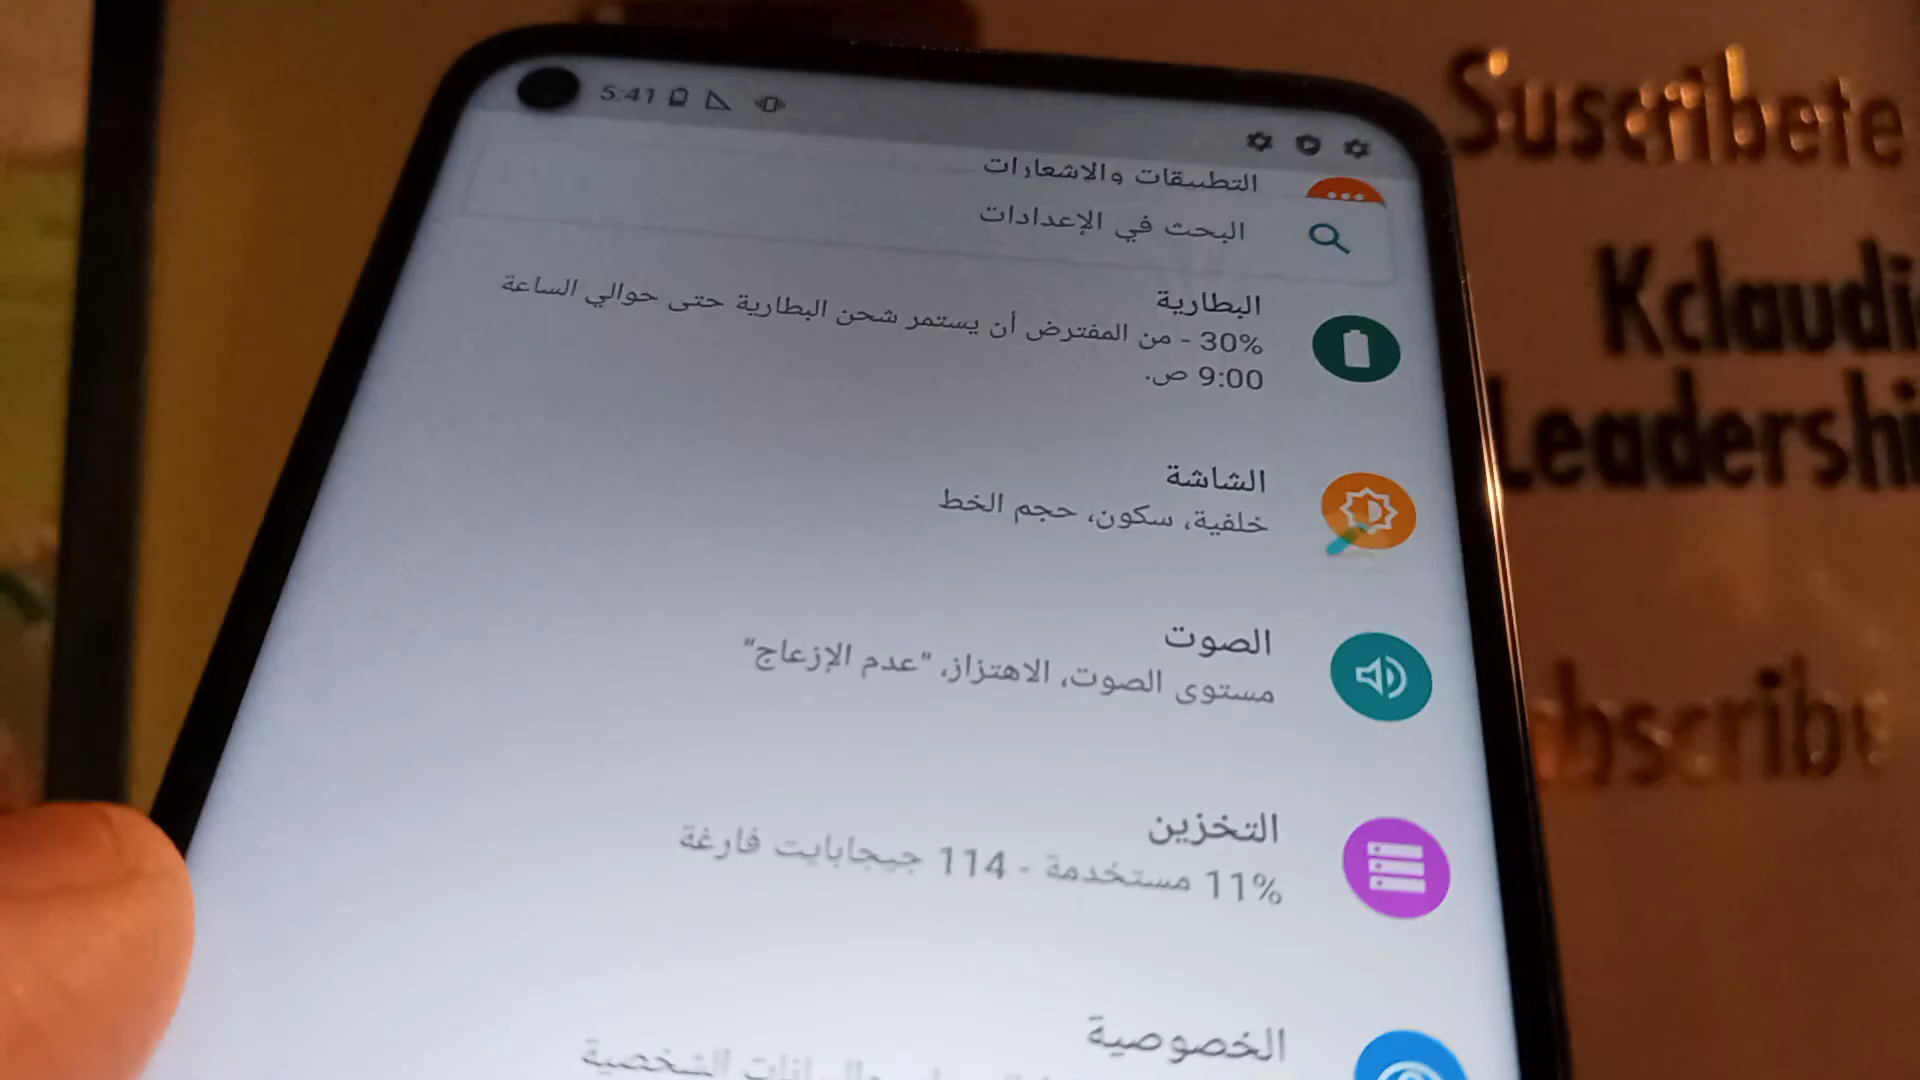 5:41
التطبيقات والاشعارات
البحث في الإعدادات
البطارية
30% - من المفترض أن يستمر شحن البطارية حتى حوالي الساعة
9:00 ص.
الشاشة
خلفية، سكون، حجم الخط
الصوت
مستوى الصوت، الاهتزاز، "عدم الإزعاج"
التخزين
11% مستخدمة - 114 جيجابايت فارغة
الخصوصية
الشخصية
Suscribete
Kclaudi
Leadershi
bscribe